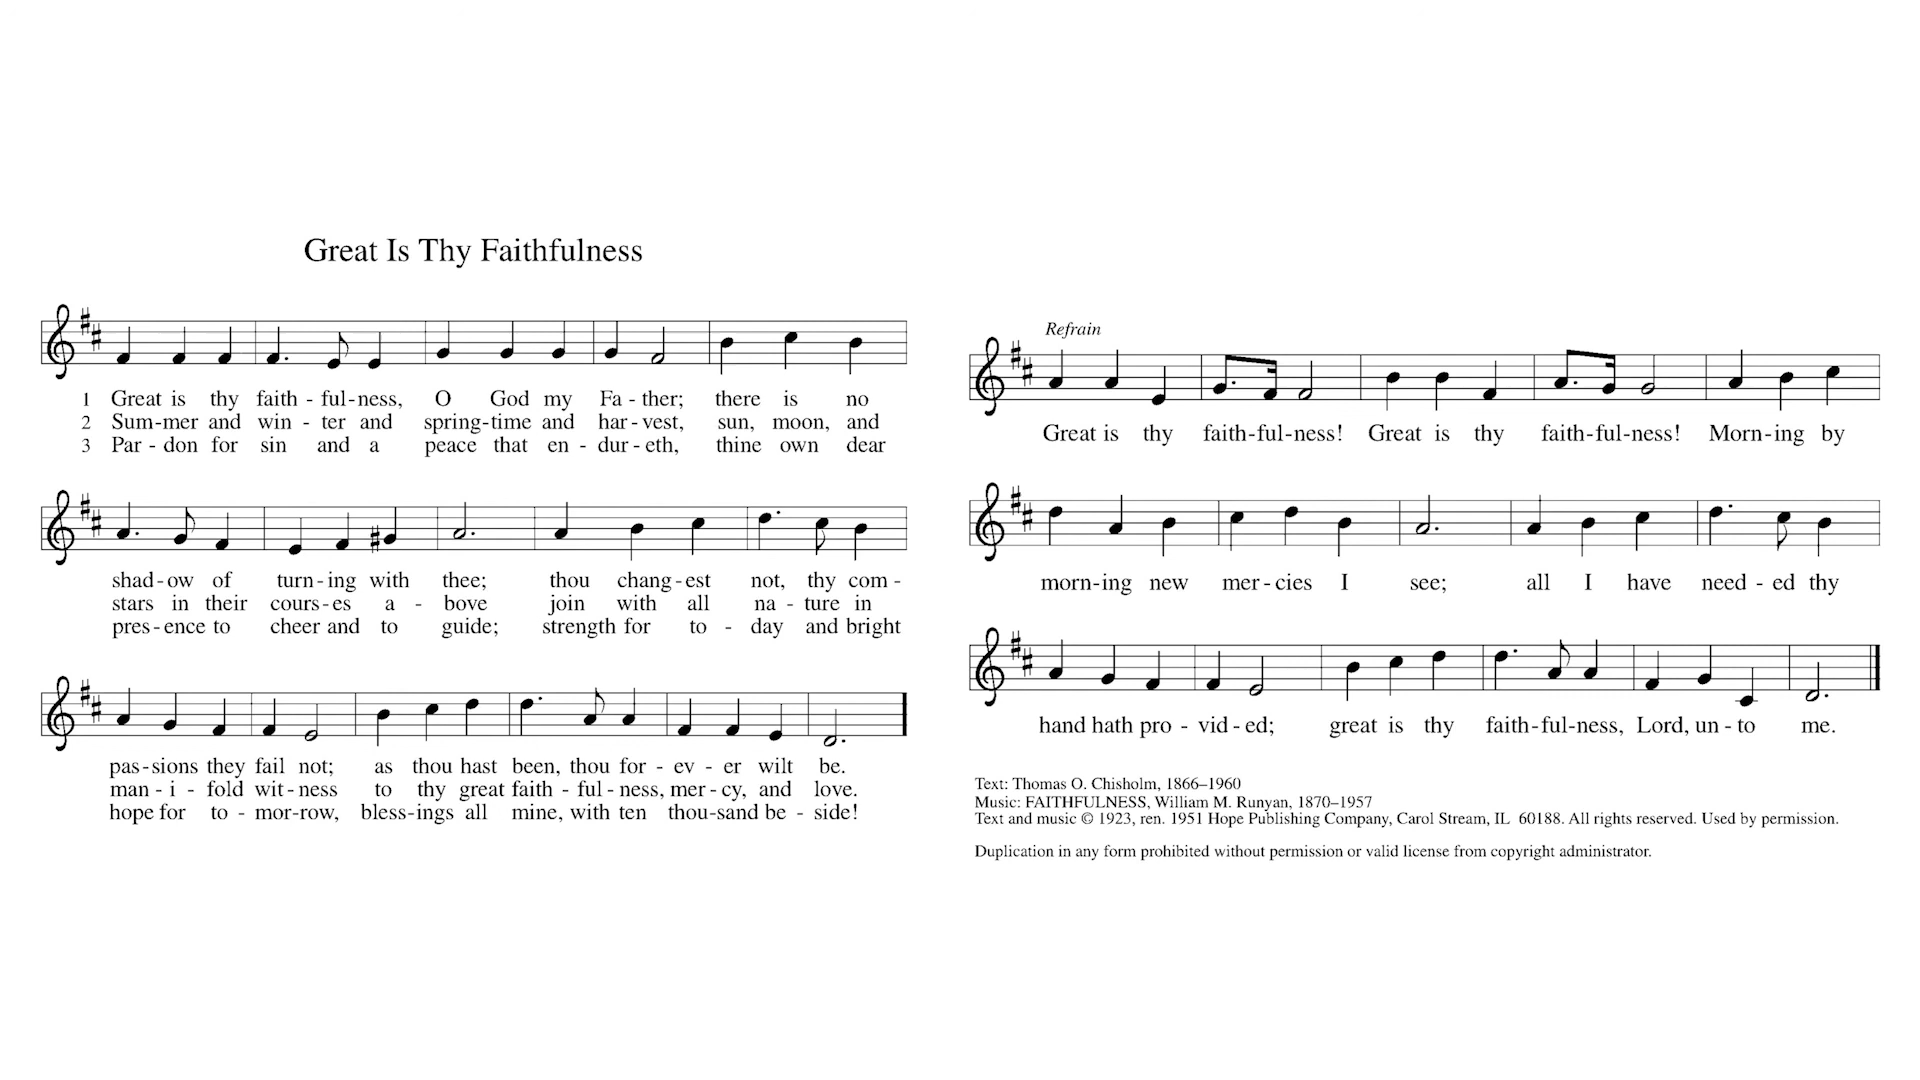 Great Is Thy Faithfulness
1 Great is thy faith - ful - ness, O God my Fa - ther; there is no
2 Sum - mer and win - ter and spring - time and har - vest, sun, moon, and
3 Par - don for sin and a peace that en - dur - eth, thine own dear
shad - ow of turn - ing with thee; thou chang - est not, thy com -
stars in their cours - es a - bove join with all na - ture in
pres - ence to cheer and to guide; strength for to - day and bright
pas - sions they fail not; as thou hast been, thou for - ev - er wilt be.
man - i - fold wit - ness to thy great faith - ful - ness, mer - cy, and love.
hope for to - mor - row, bless - ings all mine, with ten thou - sand be - side!
Refrain
Great is thy faith - ful - ness! Great is thy faith - ful - ness! Morn - ing by
morn - ing new mer - cies I see; all I have need - ed thy
hand hath pro - vid - ed; great is thy faith - ful - ness, Lord, un - to me.
Text: Thomas O. Chisholm, 1866–1960
Music: FAITHFULNESS, William M. Runyan, 1870–1957
Text and music © 1923, ren. 1951 Hope Publishing Company, Carol Stream, IL 60188. All rights reserved. Used by permission.
Duplication in any form prohibited without permission or valid license from copyright administrator.